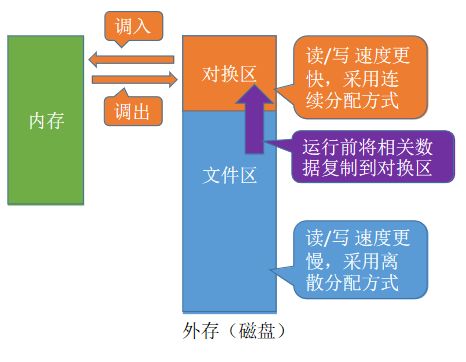 调入
调出
内存
对换区
文件区
读/写 速度更
快，采用连
续分配方式
运行前将相关数
据复制到对换区
读/写 速度更
慢，采用离
散分配方式
外存（磁盘）